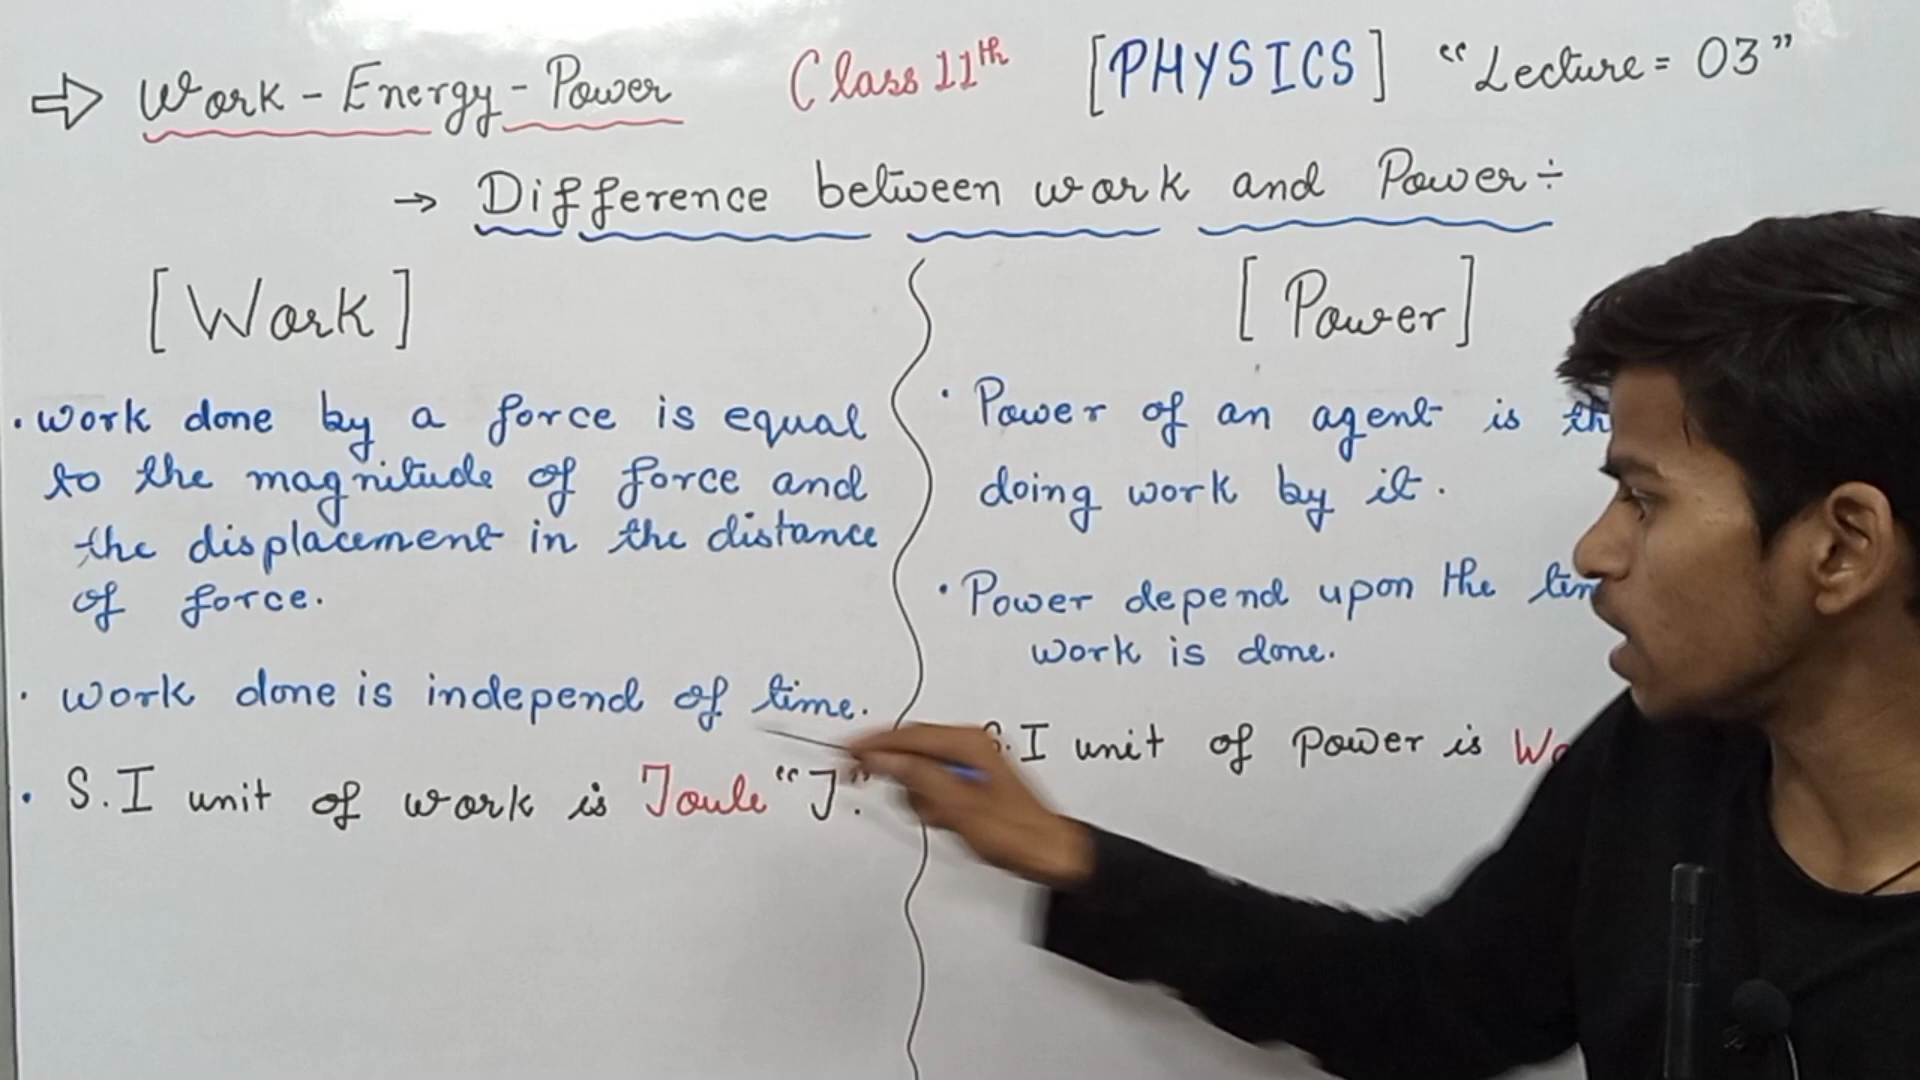 ⇨ Work - Energy - Power Class 11th [PHYSICS] "Lecture = 03"
→ Difference between work and Power ÷
[Work]
• work done by a force is equal
to the magnitude of force and
the displacement in the distance
of force.
• work done is independ of time.
• S.I unit of work is Joule "J".
[Power]
• Power of an agent is
doing work by it.
• Power depend upon the
work is done.
S.I unit of power is